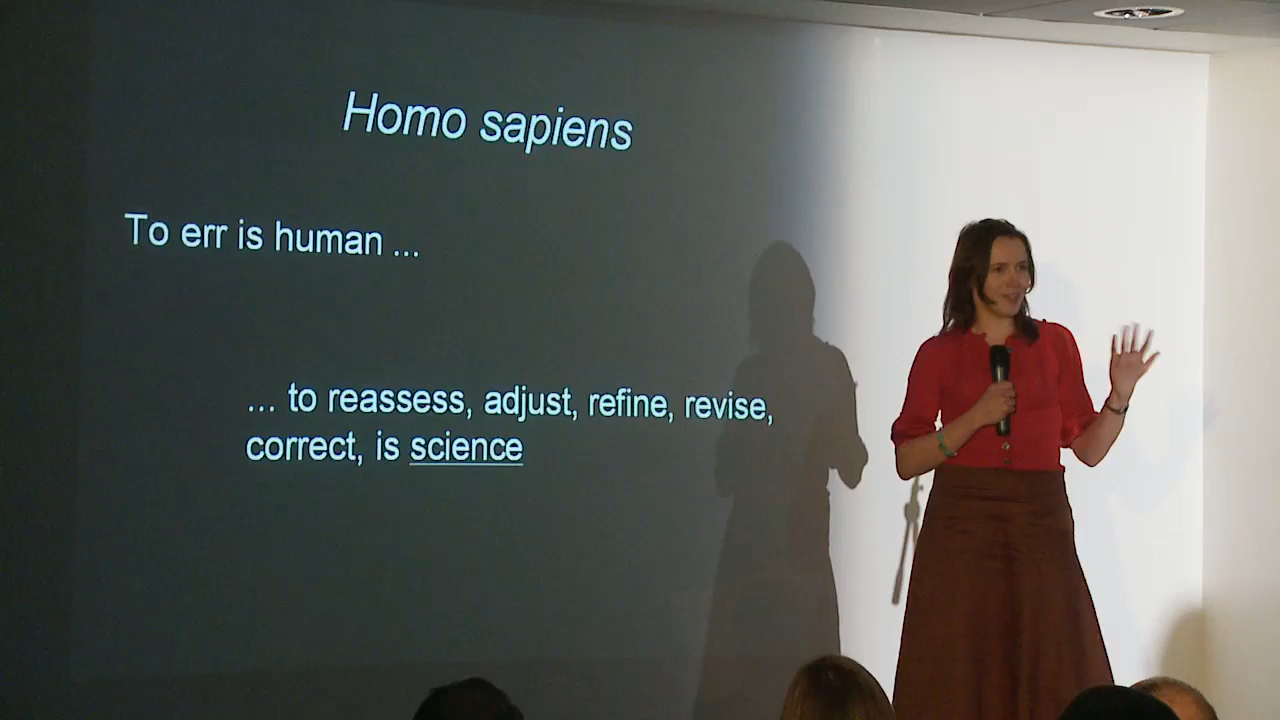 Homo sapiens
To err is human ...
... to reassess, adjust, refine, revise,
correct, is science